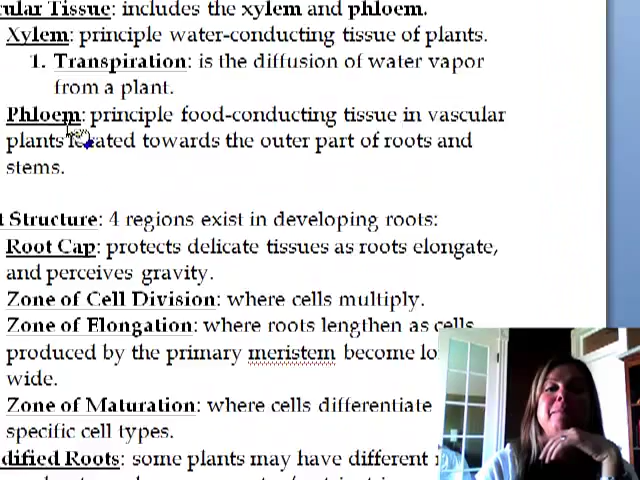 cular Tissue: includes the xylem and phloem.
Xylem: principle water-conducting tissue of plants.
1. Transpiration: is the diffusion of water vapor
from a plant.
Phloem: principle food-conducting tissue in vascular
plants located towards the outer part of roots and
stems.
t Structure: 4 regions exist in developing roots:
Root Cap: protects delicate tissues as roots elongate,
and perceives gravity.
Zone of Cell Division: where cells multiply.
Zone of Elongation: where roots lengthen as cells
produced by the primary meristem become lo
wide.
Zone of Maturation: where cells differentiate
specific cell types.
dified Roots: some plants may have different